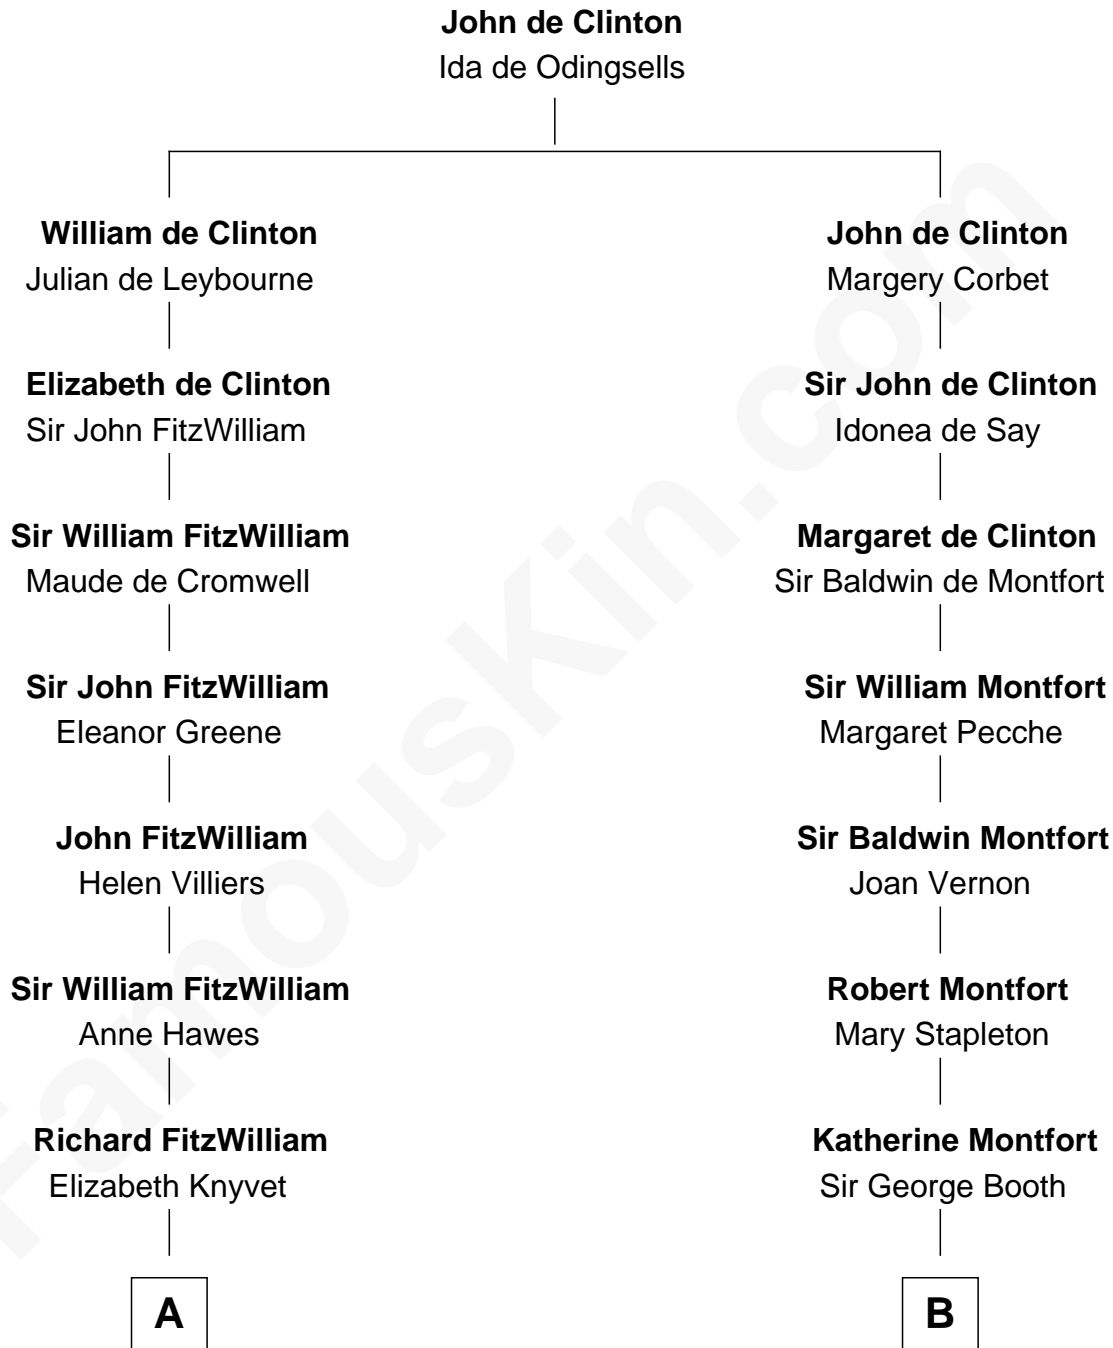 John de Clinton
Ida de Odingsells
William de Clinton
Julian de Leybourne
John de Clinton
Margery Corbet
Elizabeth de Clinton
Sir John FitzWilliam
Sir John de Clinton
Idonea de Say
Sir William FitzWilliam
Maude de Cromwell
Margaret de Clinton
Sir Baldwin de Montfort
Sir John FitzWilliam
Eleanor Greene
Sir William Montfort
Margaret Pecche
John FitzWilliam
Helen Villiers
Sir Baldwin Montfort
Joan Vernon
Sir William FitzWilliam
Anne Hawes
Robert Montfort
Mary Stapleton
Richard FitzWilliam
Elizabeth Knyvet
Katherine Montfort
Sir George Booth
A
B
FamousKin.com